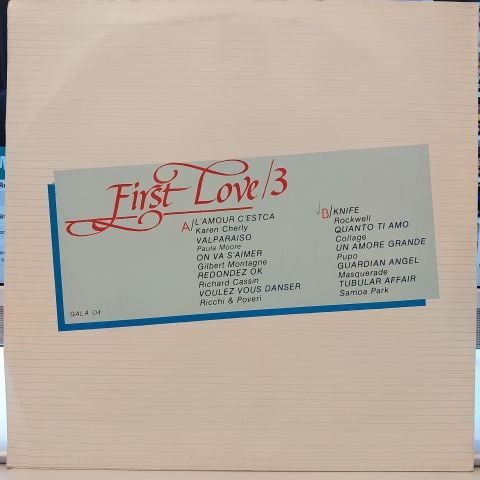 First Love/3
A/L'AMOUR C'ESTCA
Karen Cherly
VALPARAISO
Paula Moore
ON VA S'AIMER
Gilbert Montagne
REDONDEZ OK
Richard Cassin
VOULEZ VOUS DANSER
Ricchi & Poveri
B/KNIFE
Rockwell
QUANTO TI AMO
Collage
UN AMORE GRANDE
Pupo
GUARDIAN ANGEL
Masquerade
TUBULAR AFFAIR
Samoa Park
GALA 04